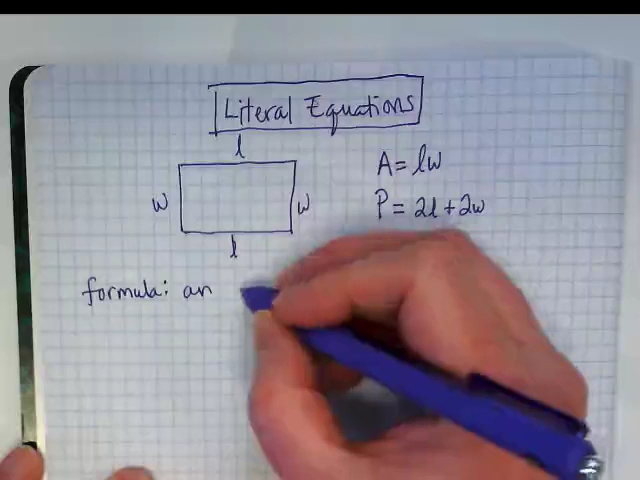 Literal Equations
l
A = lw
w
w
P = 2l + 2w
l
formula: an